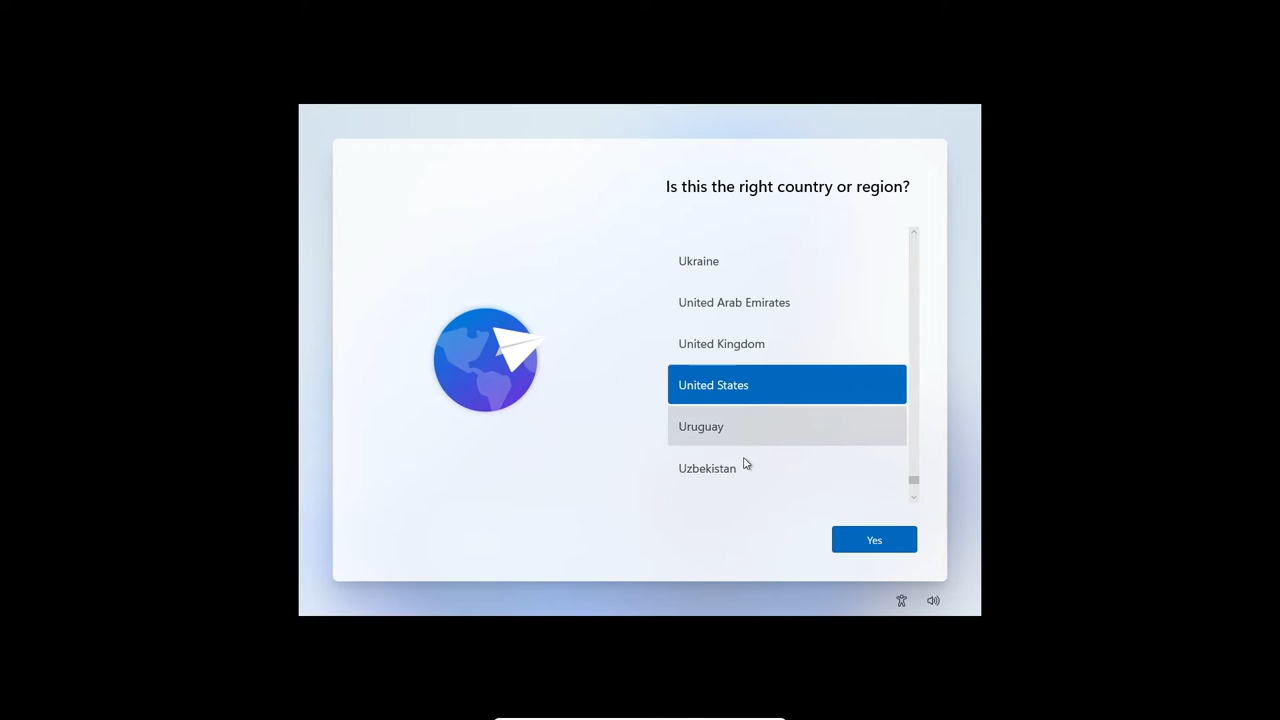 Is this the right country or region?
Ukraine
United Arab Emirates
United Kingdom
United States
Uruguay
Uzbekistan
Yes